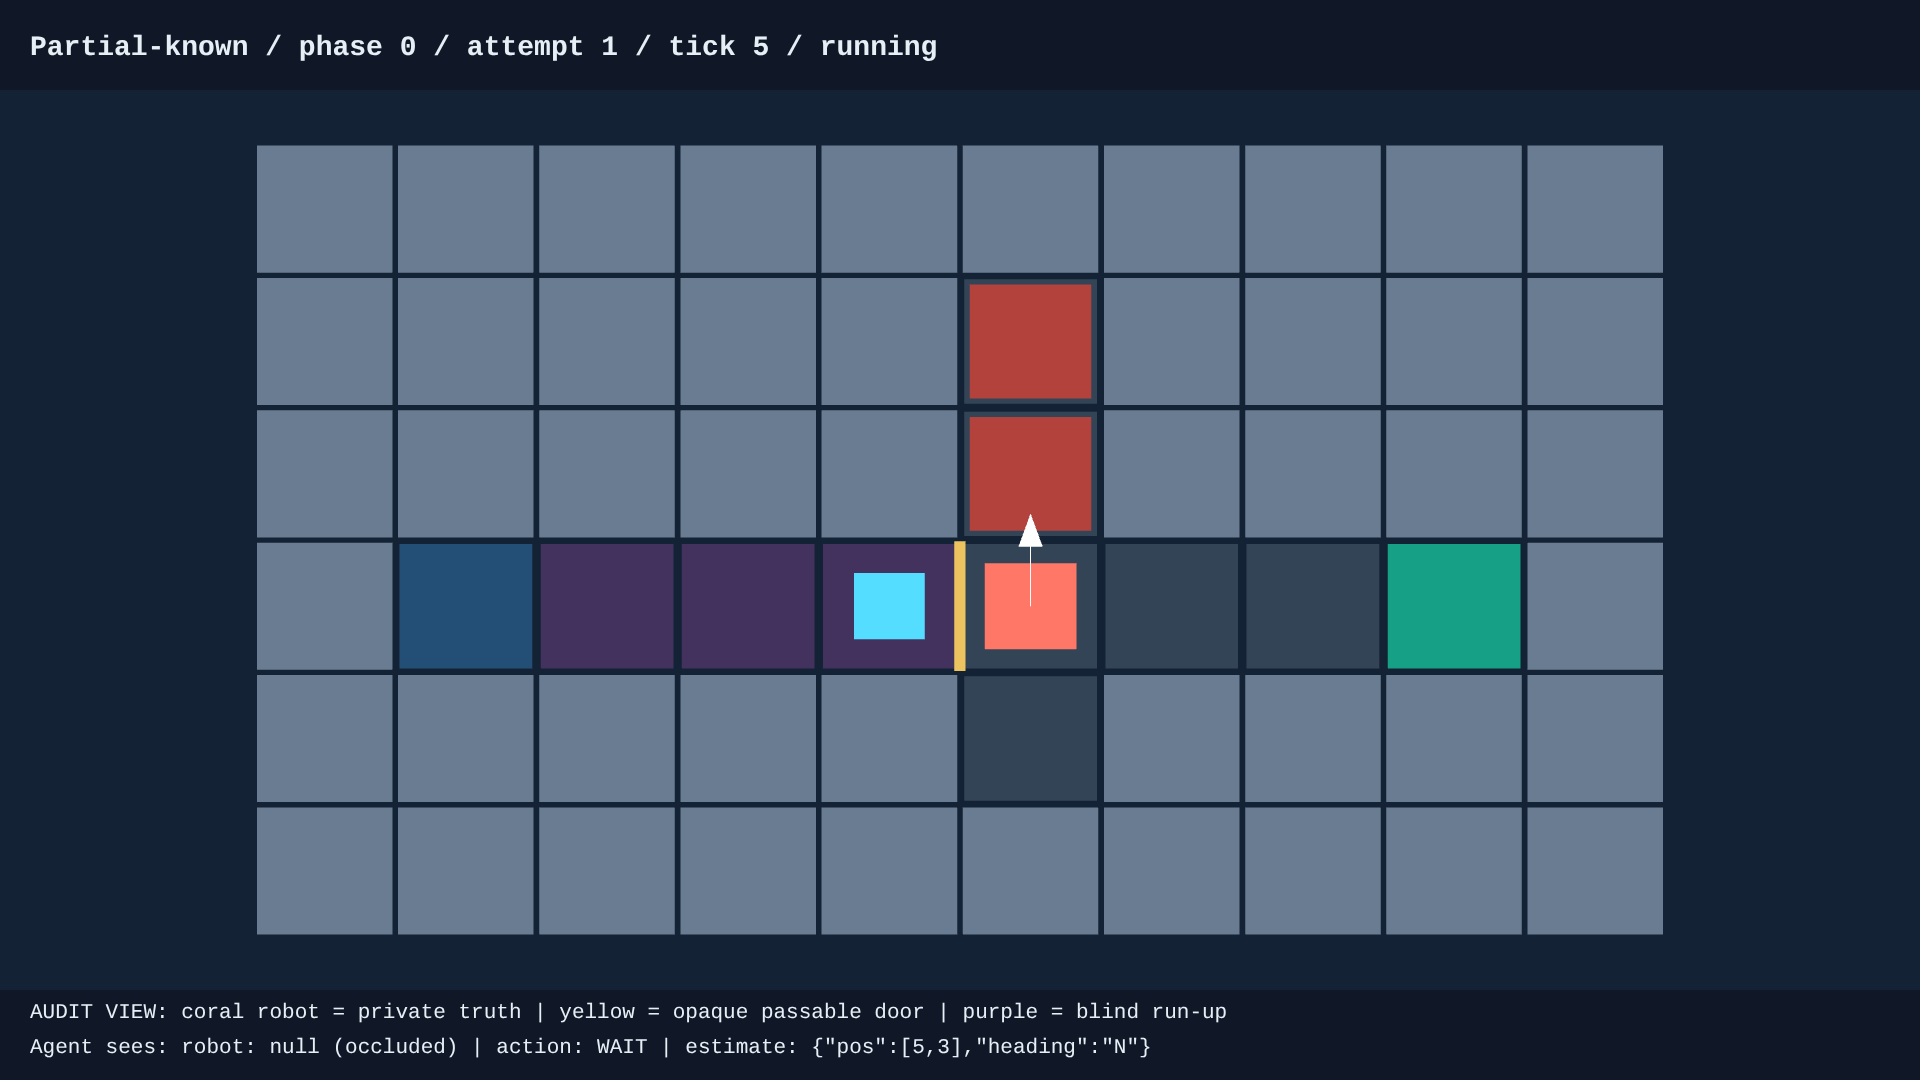 Partial-known / phase 0 / attempt 1 / tick 5 / running
AUDIT VIEW: coral robot = private truth | yellow = opaque passable door | purple = blind run-up
Agent sees: robot: null (occluded) | action: WAIT | estimate: {"pos":[5,3],"heading":"N"}